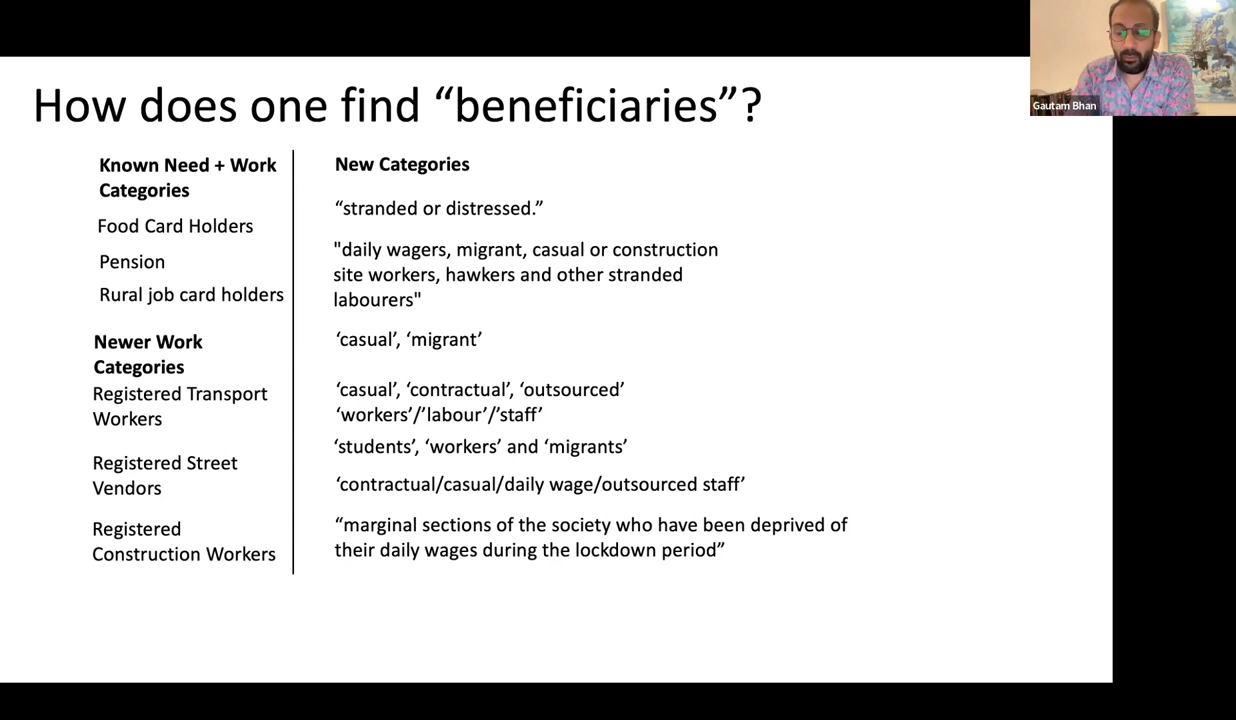 How does one find “beneficiaries”?
Gautam Bhan
Known Need + Work
Categories
Food Card Holders
Pension
Rural job card holders
Newer Work
Categories
Registered Transport
Workers
Registered Street
Vendors
Registered
Construction Workers
New Categories
“stranded or distressed.”
"daily wagers, migrant, casual or construction
site workers, hawkers and other stranded
labourers"
‘casual’, ‘migrant’
‘casual’, ‘contractual’, ‘outsourced’
‘workers’/’labour’/’staff’
‘students’, ‘workers’ and ‘migrants’
‘contractual/casual/daily wage/outsourced staff’
“marginal sections of the society who have been deprived of
their daily wages during the lockdown period”